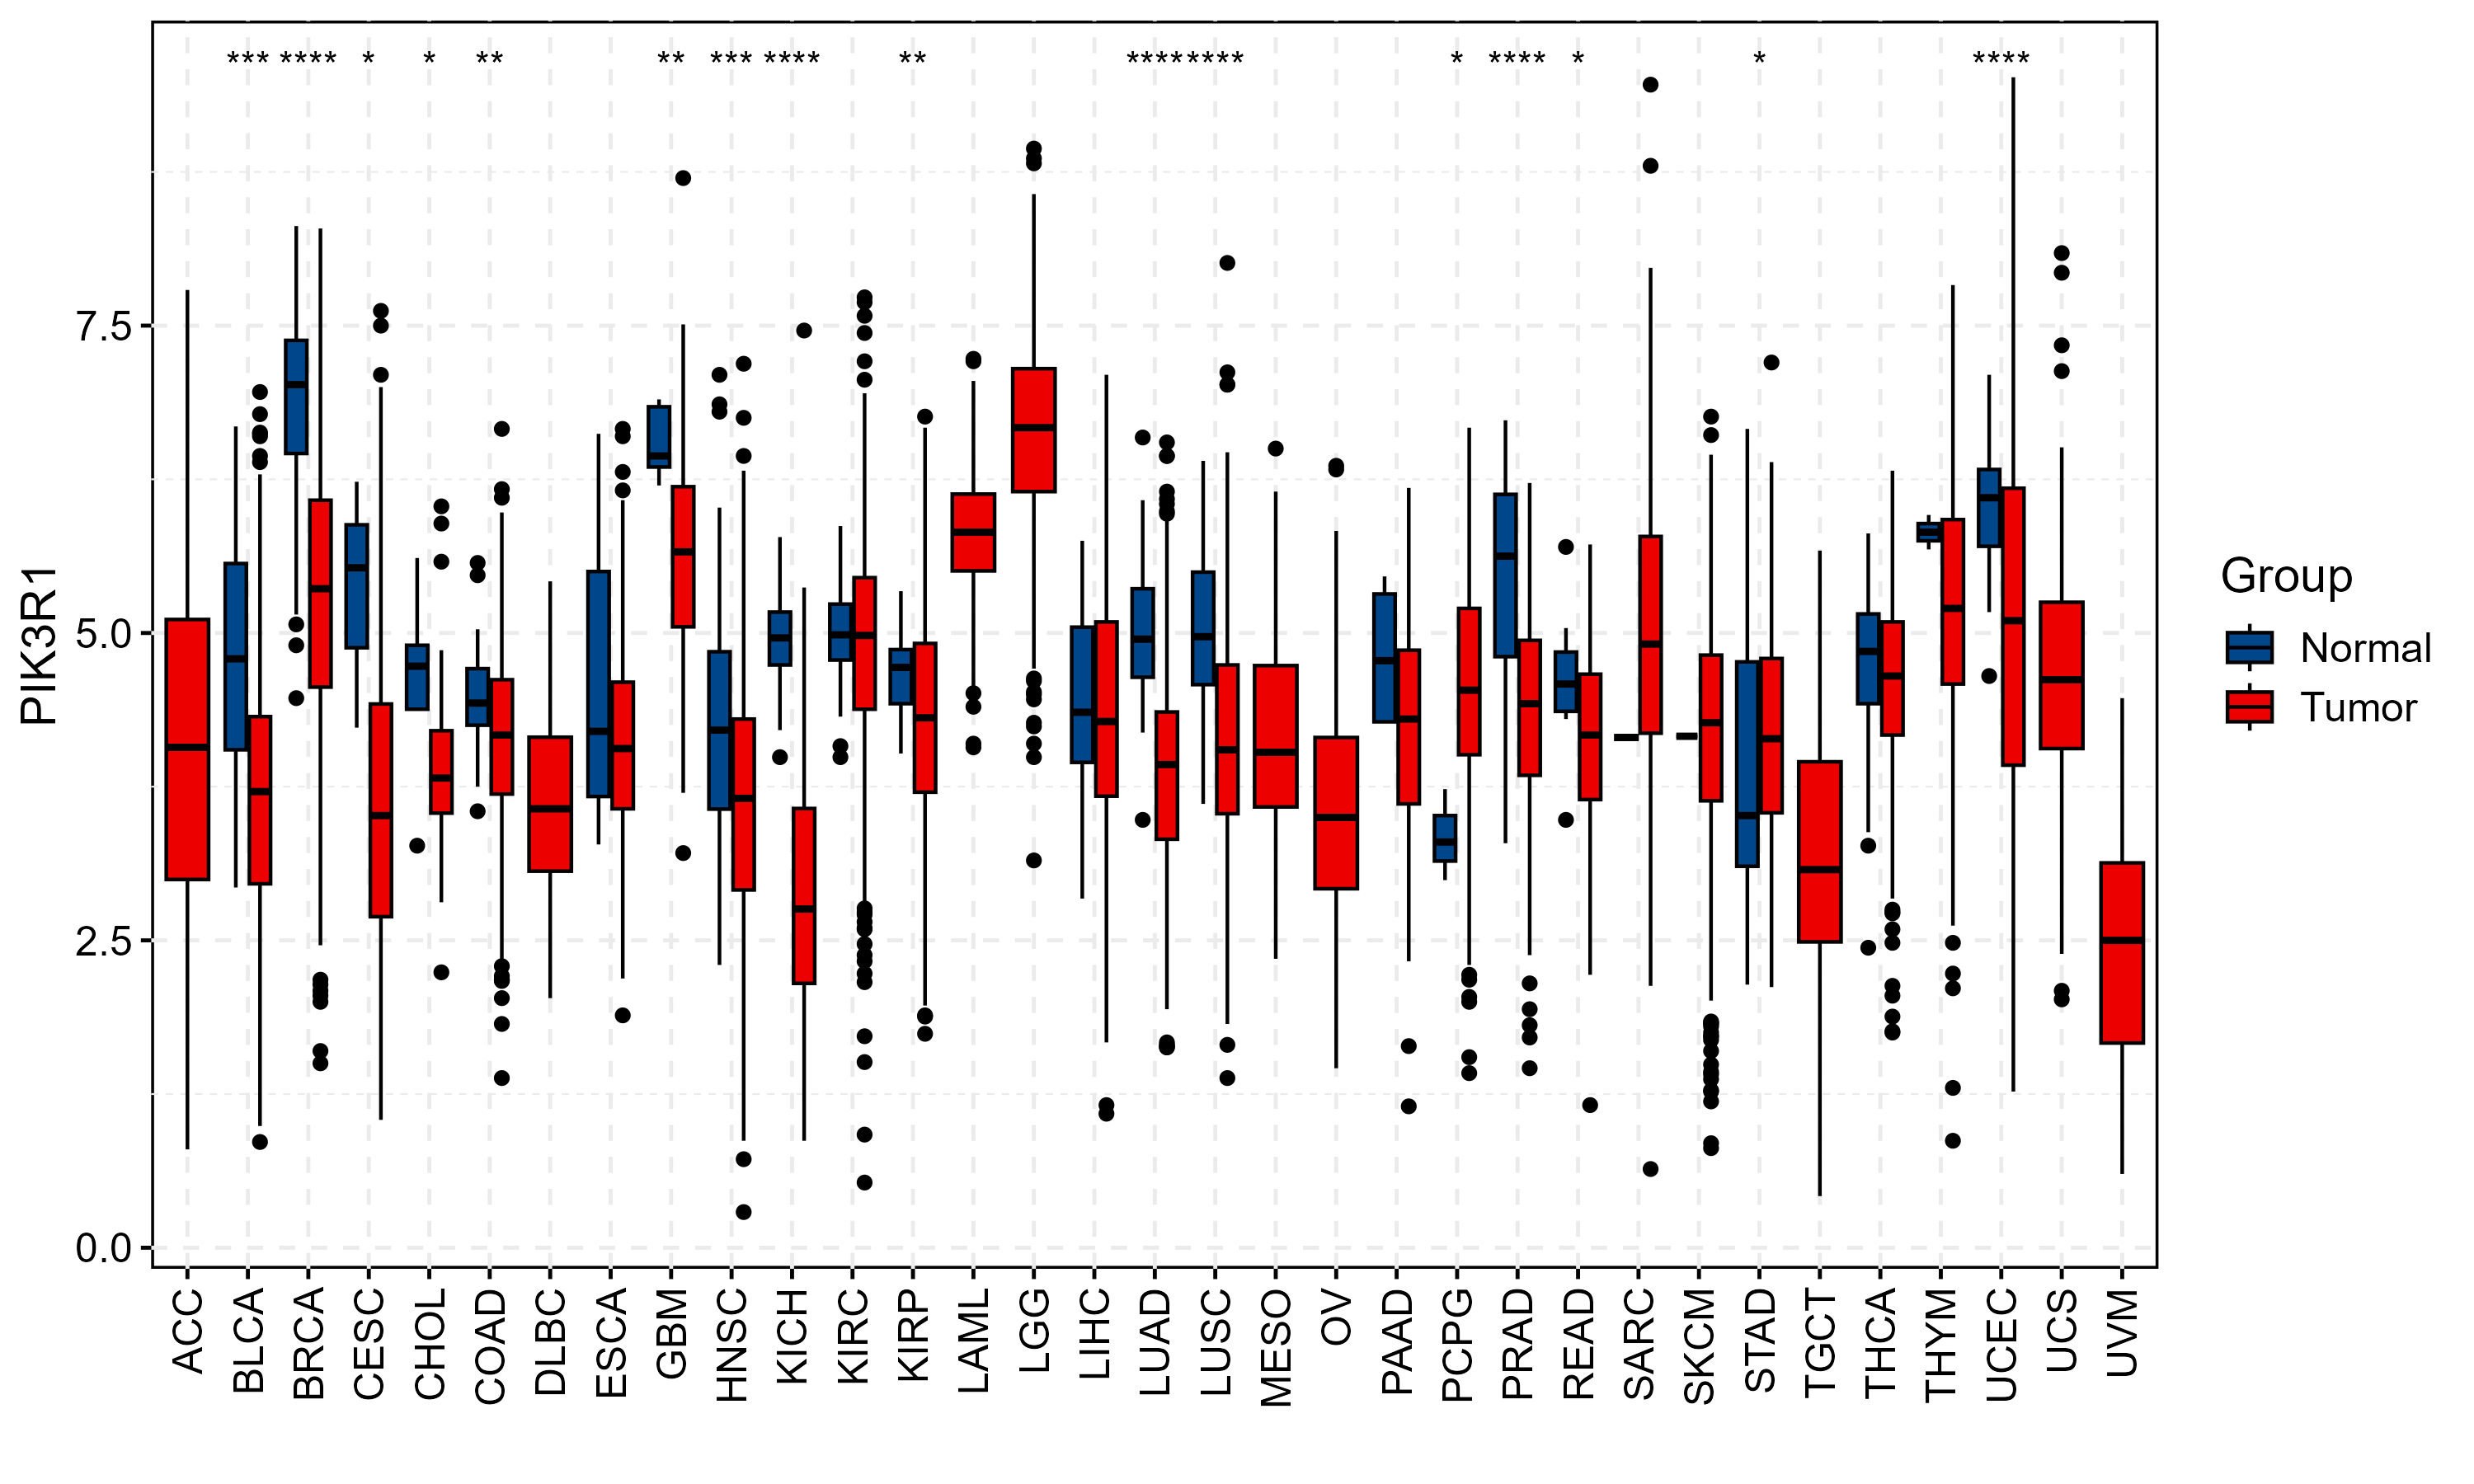 *** **** * * ** ** *** **** ** **** **** * **** * * ****
PIK3R1
7.5
5.0
2.5
0.0
ACC BLCA BRCA CESC CHOL COAD DLBC ESCA GBM HNSC KICH KIRC KIRP LAML LGG LIHC LUAD LUSC MESO OV PAAD PCPG PRAD READ SARC SKCM STAD TGCT THCA THYM UCEC UCS UVM
Group
Normal
Tumor